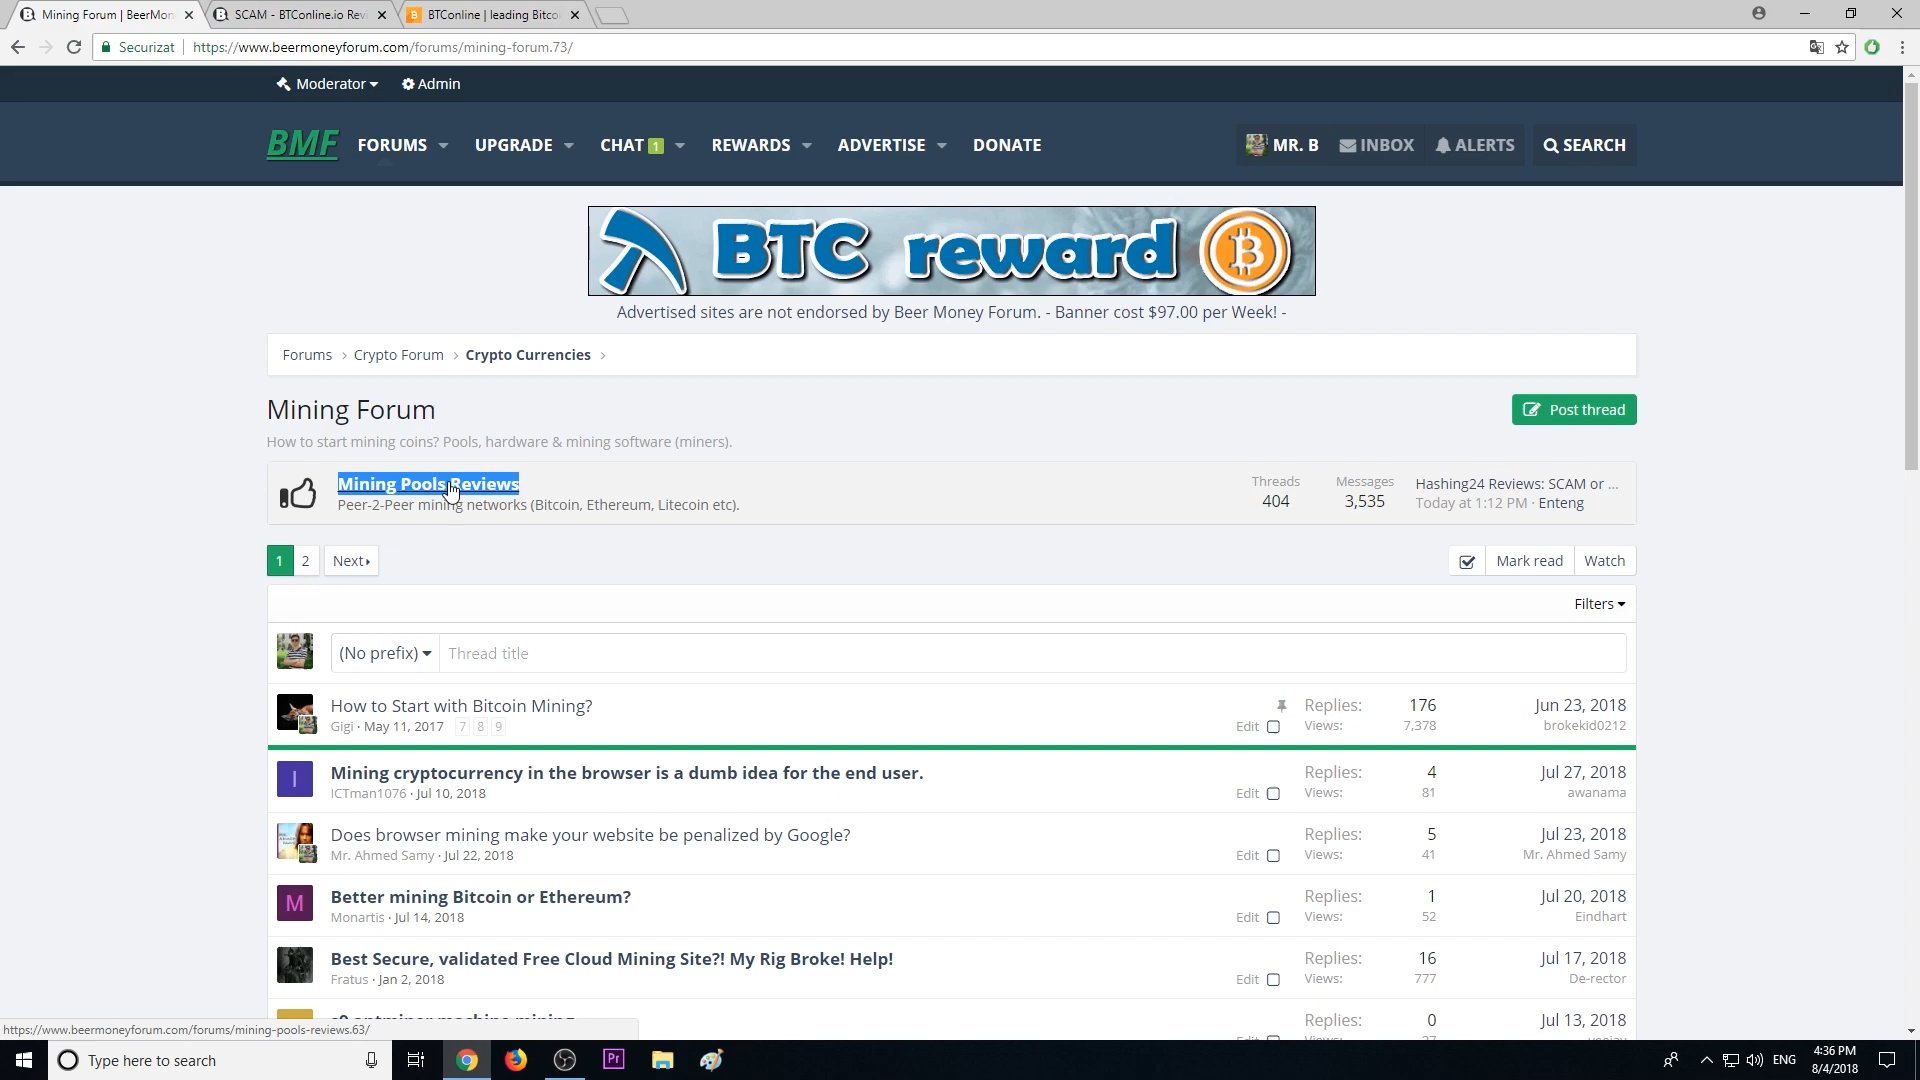 Mining Forum | BeerMon
SCAM - BTConline.io Revi
BTConline | leading Bitco
Securizat
https://www.beermoneyforum.com/forums/mining-forum.73/
Moderator
Admin
BMF
FORUMS
UPGRADE
CHAT 1
REWARDS
ADVERTISE
DONATE
MR. B
INBOX
ALERTS
SEARCH
BTC reward
Advertised sites are not endorsed by Beer Money Forum. - Banner cost $97.00 per Week! -
Forums › Crypto Forum › Crypto Currencies ›
Mining Forum
Post thread
How to start mining coins? Pools, hardware & mining software (miners).
Mining Pools Reviews
Peer-2-Peer mining networks (Bitcoin, Ethereum, Litecoin etc).
Threads
404
Messages
3,535
Hashing24 Reviews: SCAM or ...
Today at 1:12 PM · Enteng
1 2 Next
Mark read
Watch
Filters
(No prefix)
Thread title
How to Start with Bitcoin Mining?
Gigi · May 11, 2017 7 8 9
Edit
Replies: 176
Views: 7,378
Jun 23, 2018
brokekid0212
I
Mining cryptocurrency in the browser is a dumb idea for the end user.
ICTman1076 · Jul 10, 2018
Edit
Replies: 4
Views: 81
Jul 27, 2018
awanama
Does browser mining make your website be penalized by Google?
Mr. Ahmed Samy · Jul 22, 2018
Edit
Replies: 5
Views: 41
Jul 23, 2018
Mr. Ahmed Samy
M
Better mining Bitcoin or Ethereum?
Monartis · Jul 14, 2018
Edit
Replies: 1
Views: 52
Jul 20, 2018
Eindhart
Best Secure, validated Free Cloud Mining Site?! My Rig Broke! Help!
Fratus · Jan 2, 2018
Edit
Replies: 16
Views: 777
Jul 17, 2018
De-rector
Replies: 0
Jul 13, 2018
https://www.beermoneyforum.com/forums/mining-pools-reviews.63/
Type here to search
Pr
ENG
4:36 PM
8/4/2018